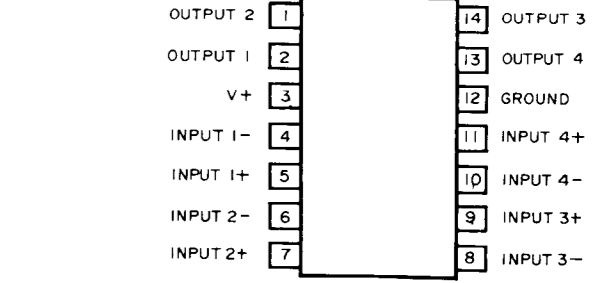 OUTPUT 2 1 14 OUTPUT 3
OUTPUT 1 2 13 OUTPUT 4
V+ 3 12 GROUND
INPUT 1- 4 11 INPUT 4+
INPUT 1+ 5 10 INPUT 4-
INPUT 2- 6 9 INPUT 3+
INPUT 2+ 7 8 INPUT 3-